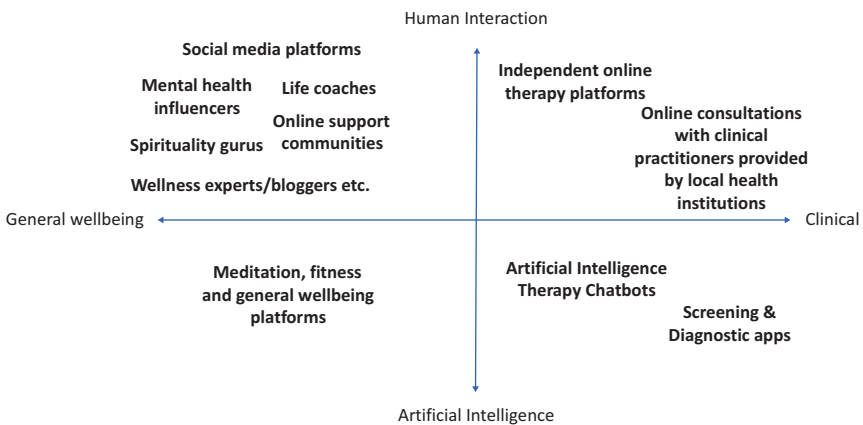 Human Interaction
Social media platforms
Mental health
influencers
Life coaches
Online support
communities
Spirituality gurus
Wellness experts/bloggers etc.
Independent online
therapy platforms
Online consultations
with clinical
practitioners provided
by local health
institutions
General wellbeing
Clinical
Meditation, fitness
and general wellbeing
platforms
Artificial Intelligence
Therapy Chatbots
Screening &
Diagnostic apps
Artificial Intelligence